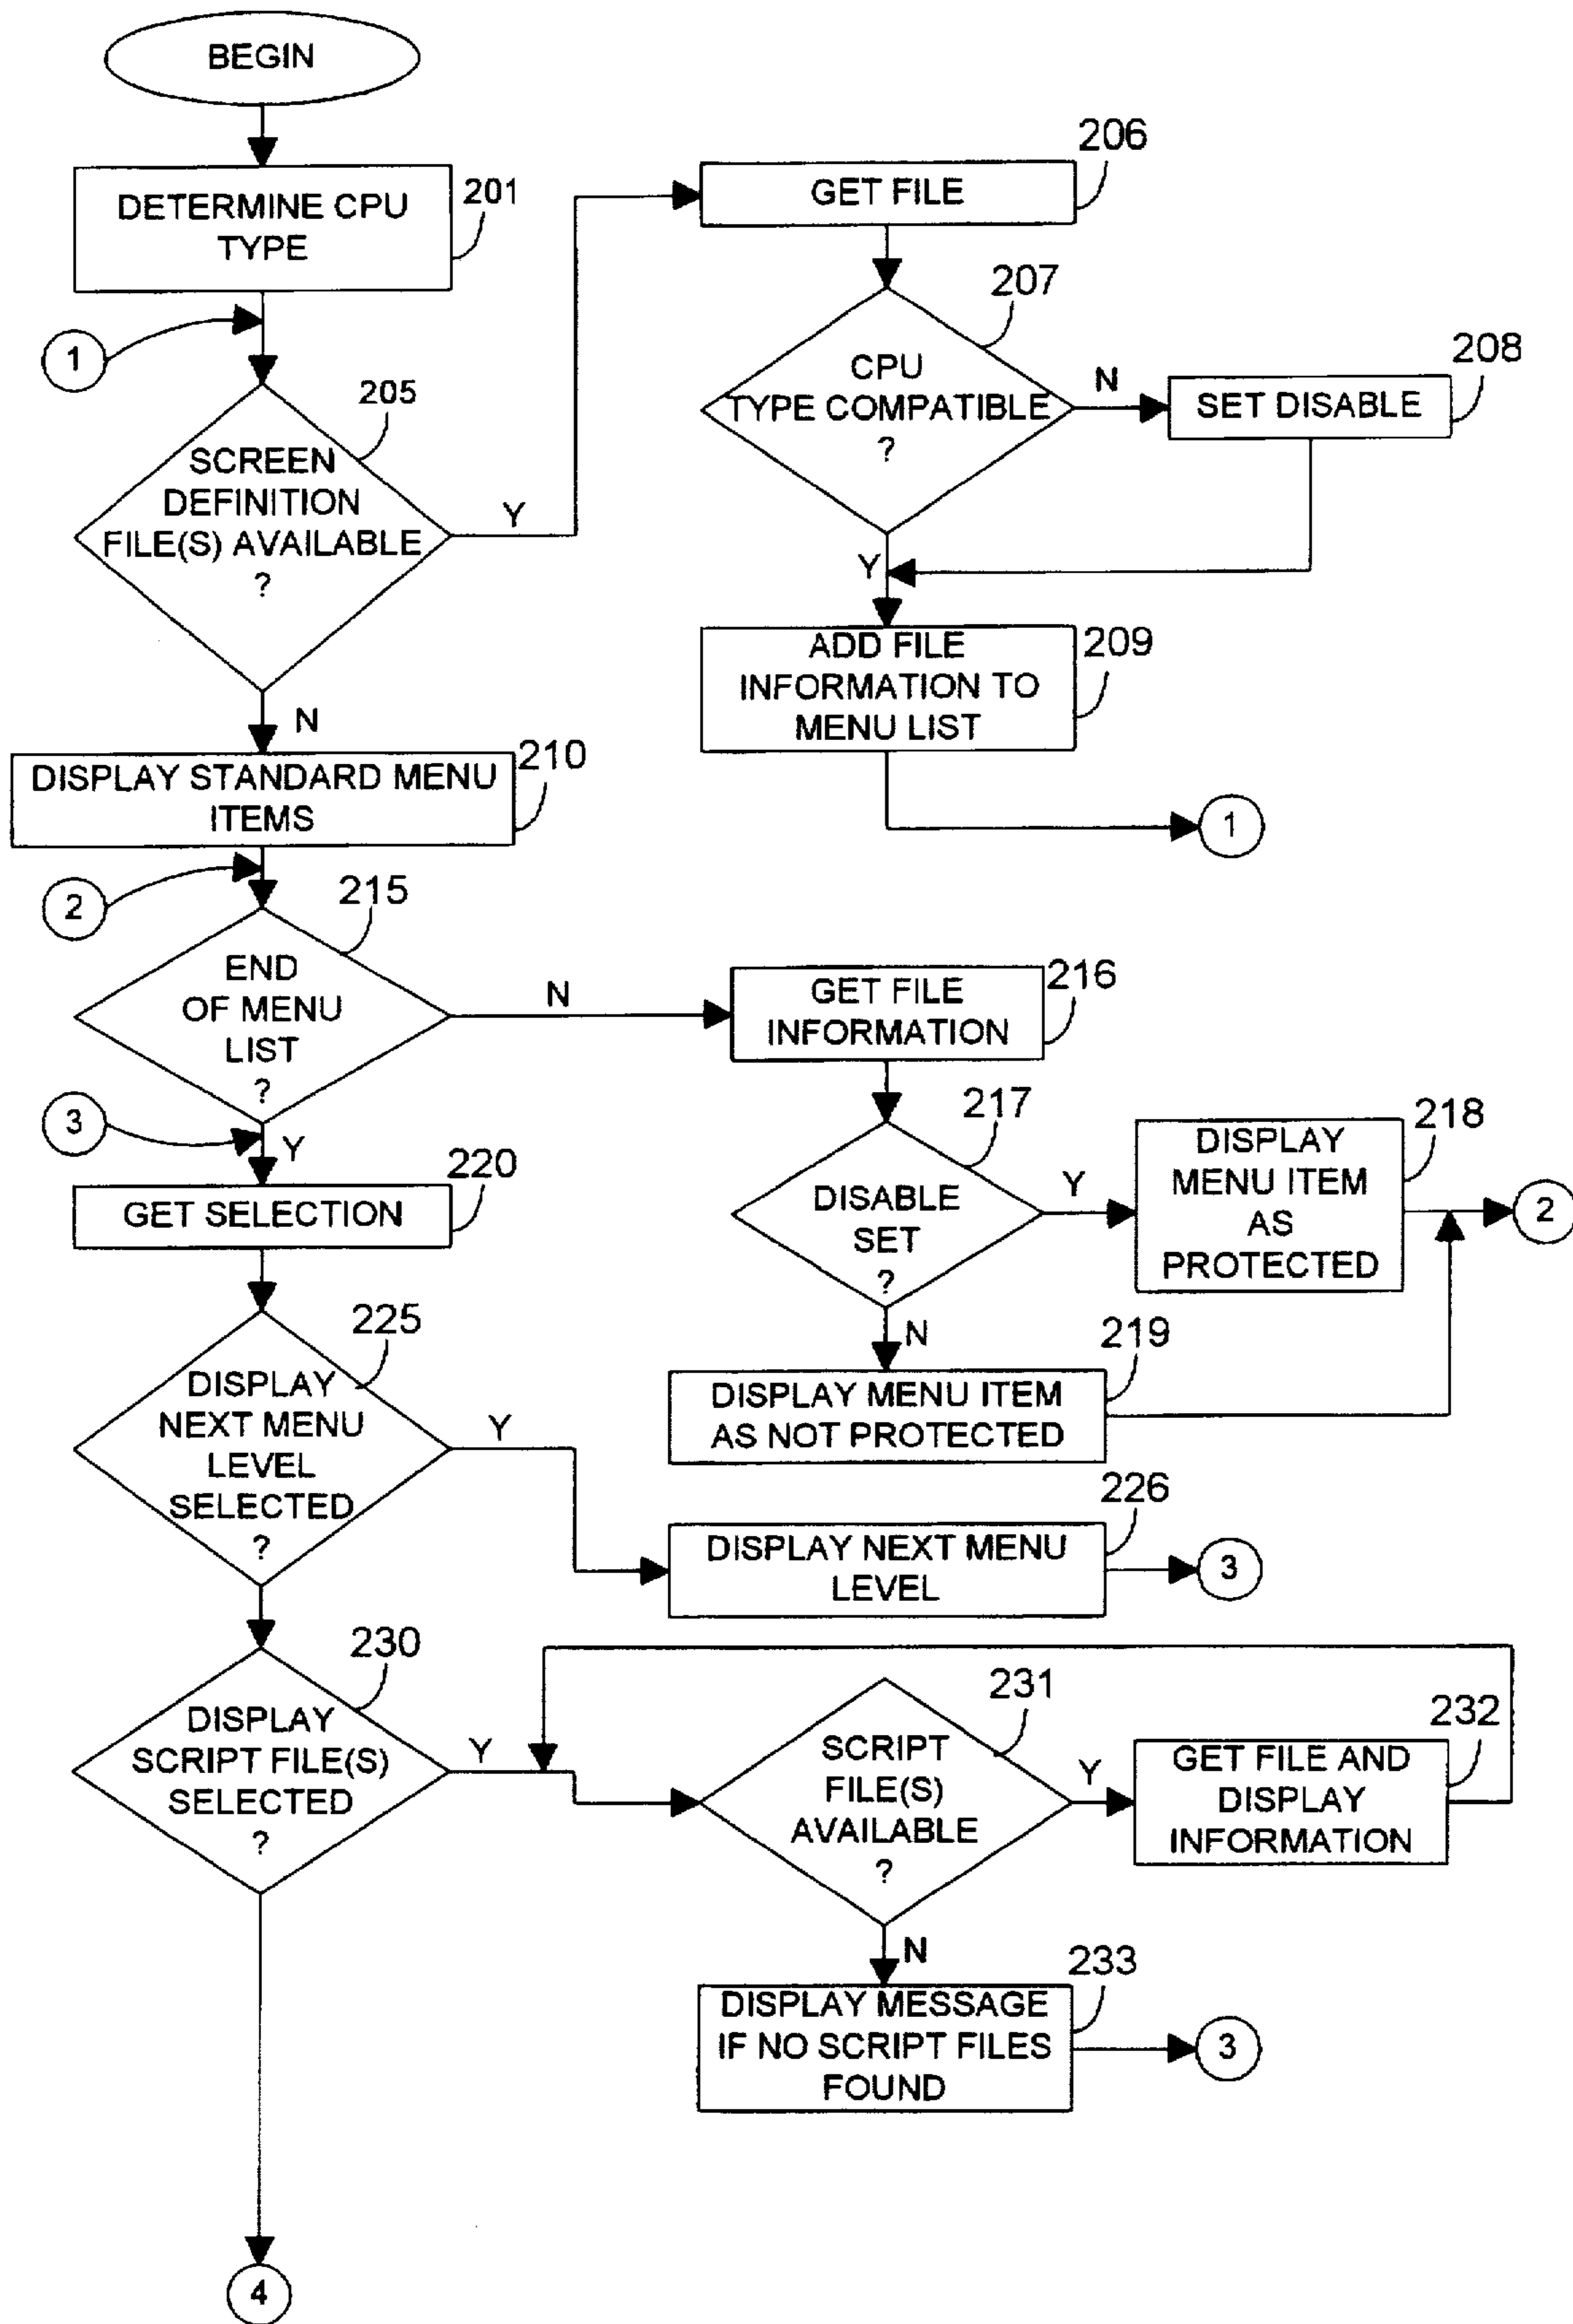 BEGIN
DETERMINE CPU
TYPE
201
1
SCREEN
DEFINITION
FILE(S) AVAILABLE
?
205
Y
N
GET FILE
206
CPU
TYPE COMPATIBLE
?
207
N
Y
SET DISABLE
208
ADD FILE
INFORMATION TO
MENU LIST
209
1
DISPLAY STANDARD MENU
ITEMS
210
2
END
OF MENU
LIST
?
215
N
Y
GET FILE
INFORMATION
216
DISABLE
SET
?
217
Y
N
DISPLAY
MENU ITEM
AS
PROTECTED
218
2
DISPLAY MENU ITEM
AS NOT PROTECTED
219
3
GET SELECTION
220
DISPLAY
NEXT MENU
LEVEL
SELECTED
?
225
Y
DISPLAY NEXT MENU
LEVEL
226
3
DISPLAY
SCRIPT FILE(S)
SELECTED
?
230
Y
SCRIPT
FILE(S)
AVAILABLE
?
231
Y
N
GET FILE AND
DISPLAY
INFORMATION
232
DISPLAY MESSAGE
IF NO SCRIPT FILES
FOUND
233
3
4